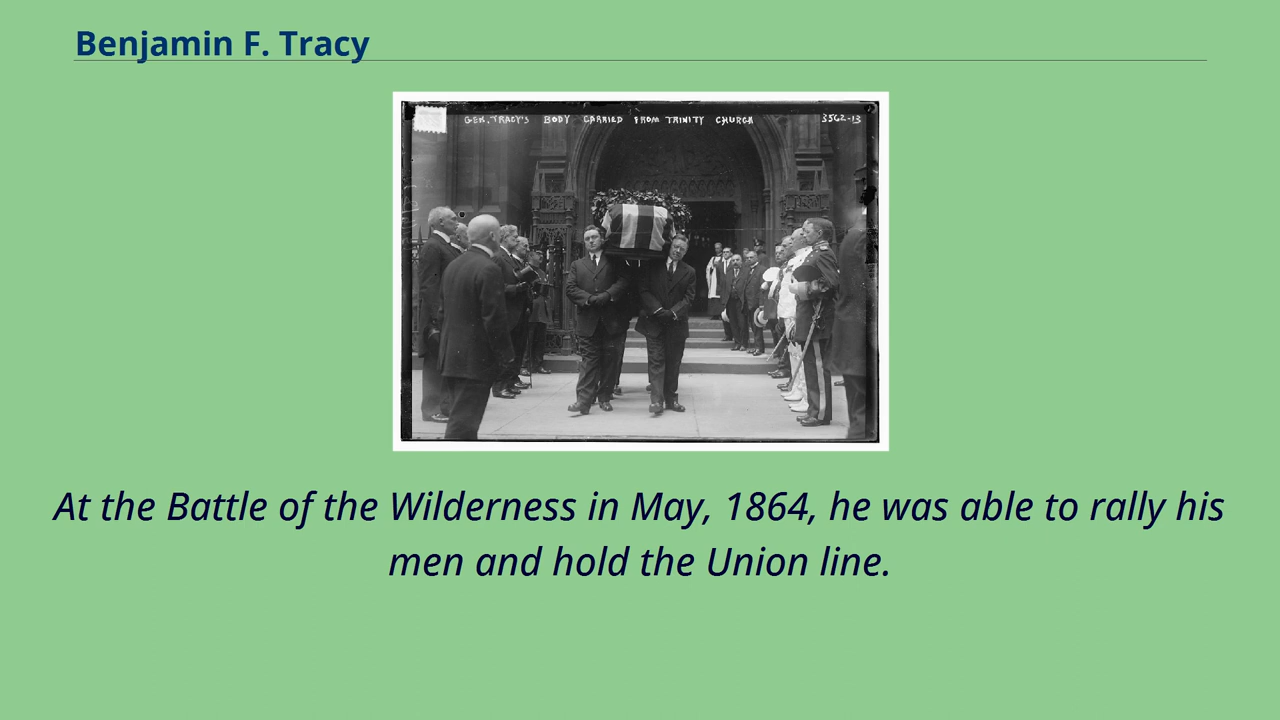 Benjamin F. Tracy
GEN. TRACY'S BODY CARRIED FROM TRINITY CHURCH 3562-13
At the Battle of the Wilderness in May, 1864, he was able to rally his
men and hold the Union line.